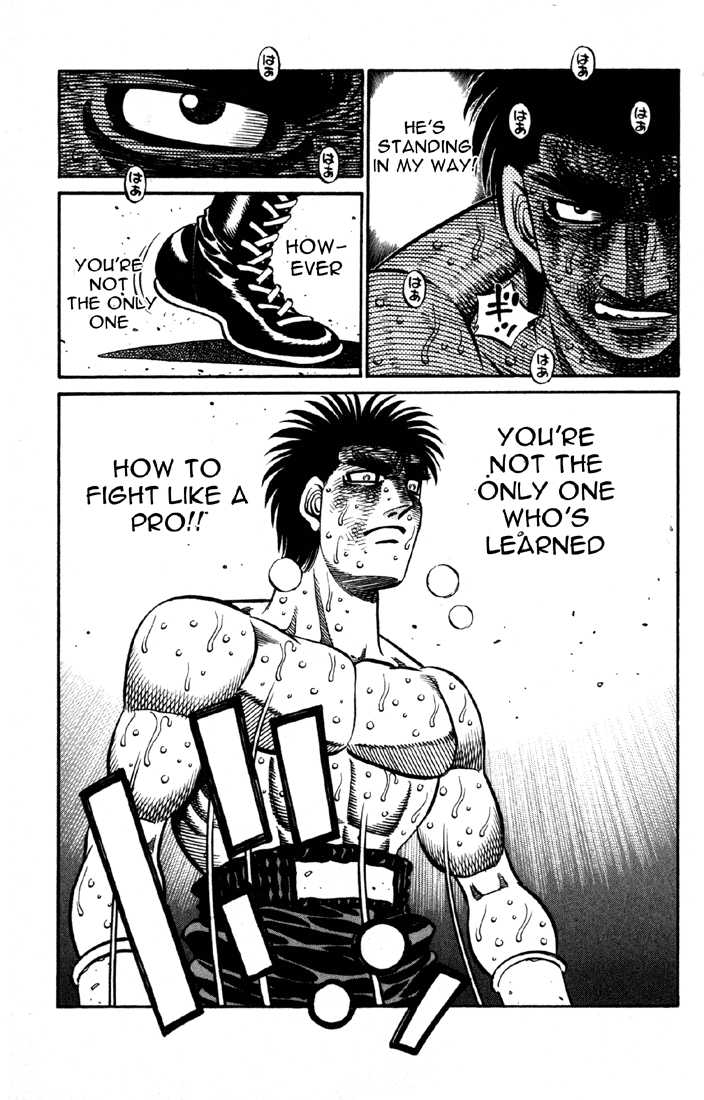 はぁ
はぁ
HE'S
STANDING
IN MY WAY!
はぁ
はぁ
はぁ
ギッ
はぁ
はぁ
はぁ
HOW-
EVER
YOU'RE
NOT
THE ONLY
ONE
YOU'RE
NOT THE
ONLY ONE
WHO'S
LEARNED
HOW TO
FIGHT LIKE A
PRO!!